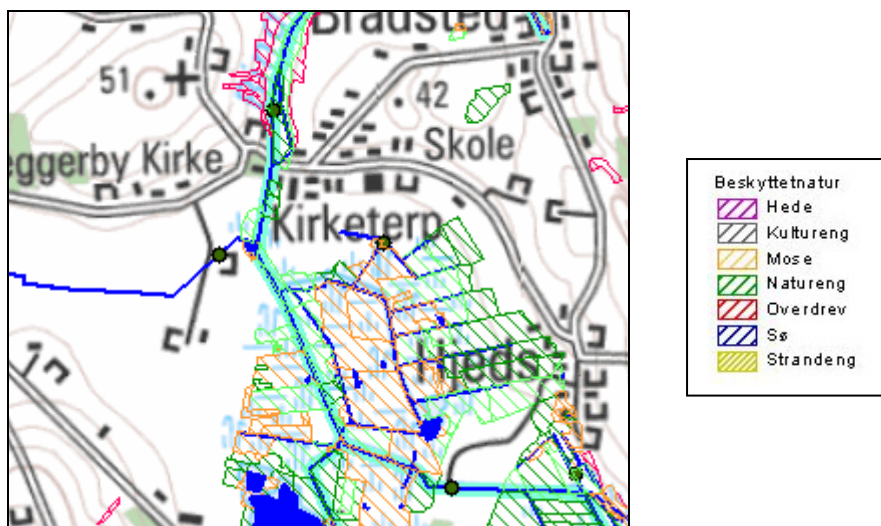 Bradsted
51
42
eggerby Kirke
Skole
Kirketerp
Hjeds
Beskyttetnatur
Hede
Kultureng
Mose
Natureng
Overdrev
Sø
Strandeng